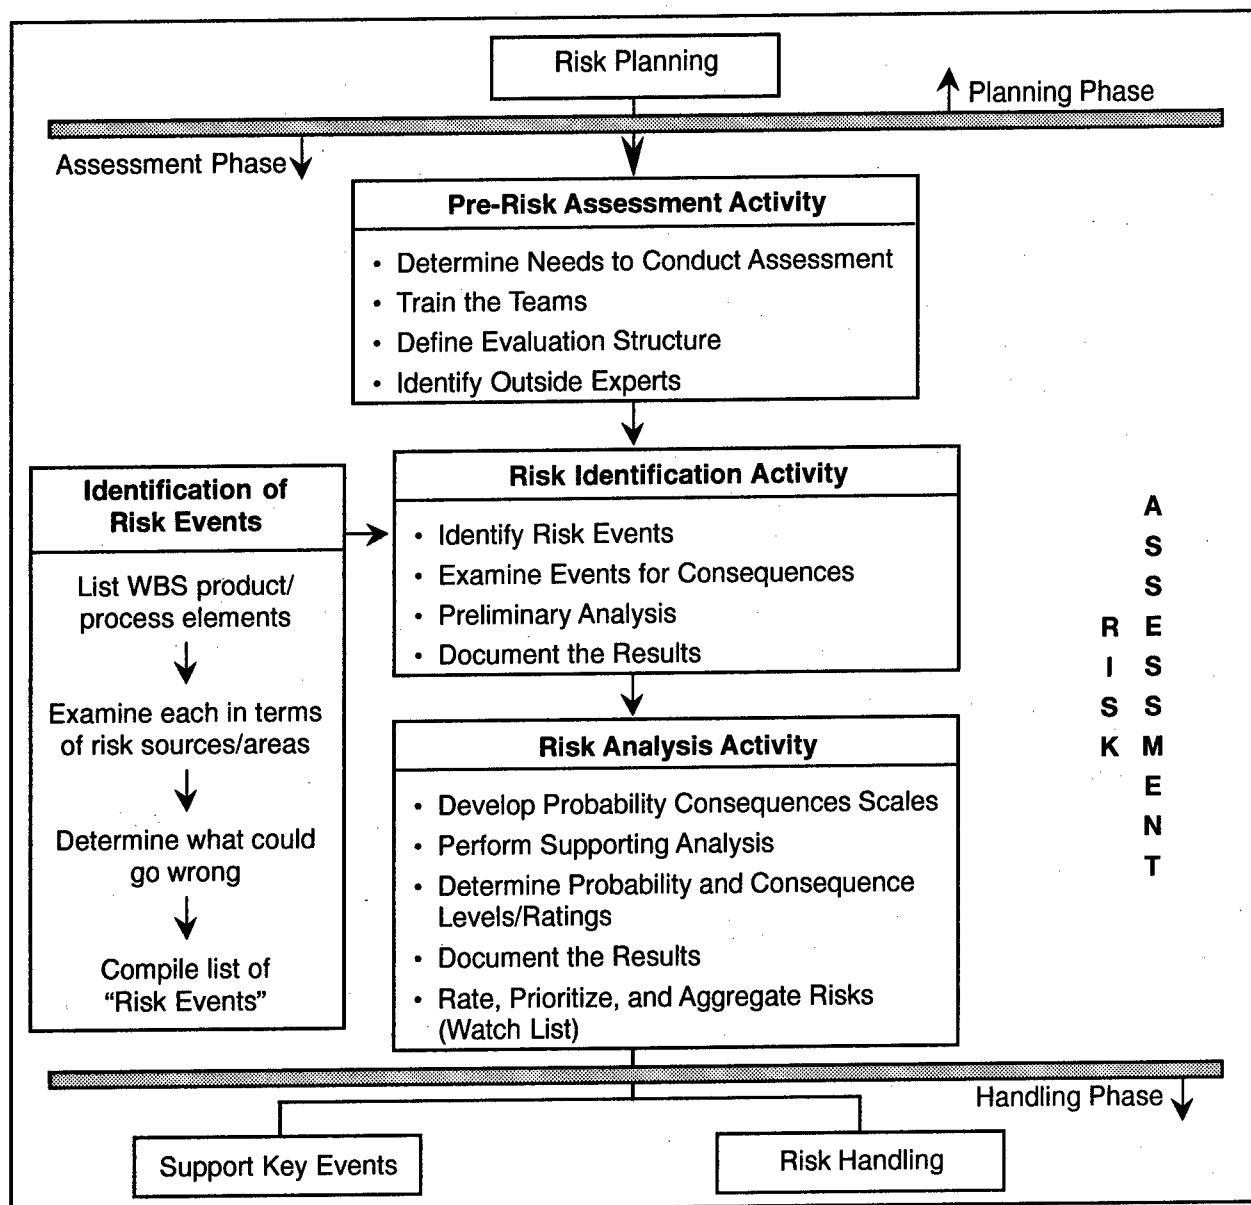 Risk Planning
Planning Phase
Assessment Phase
Pre-Risk Assessment Activity
• Determine Needs to Conduct Assessment
• Train the Teams
• Define Evaluation Structure
• Identify Outside Experts
Identification of
Risk Events
List WBS product/
process elements
Examine each in terms
of risk sources/areas
Determine what could
go wrong
Compile list of
“Risk Events”
Risk Identification Activity
• Identify Risk Events
• Examine Events for Consequences
• Preliminary Analysis
• Document the Results
Risk Analysis Activity
• Develop Probability Consequences Scales
• Perform Supporting Analysis
• Determine Probability and Consequence
Levels/Ratings
• Document the Results
• Rate, Prioritize, and Aggregate Risks
(Watch List)
RISK
ASSESSMENT
Handling Phase
Support Key Events
Risk Handling